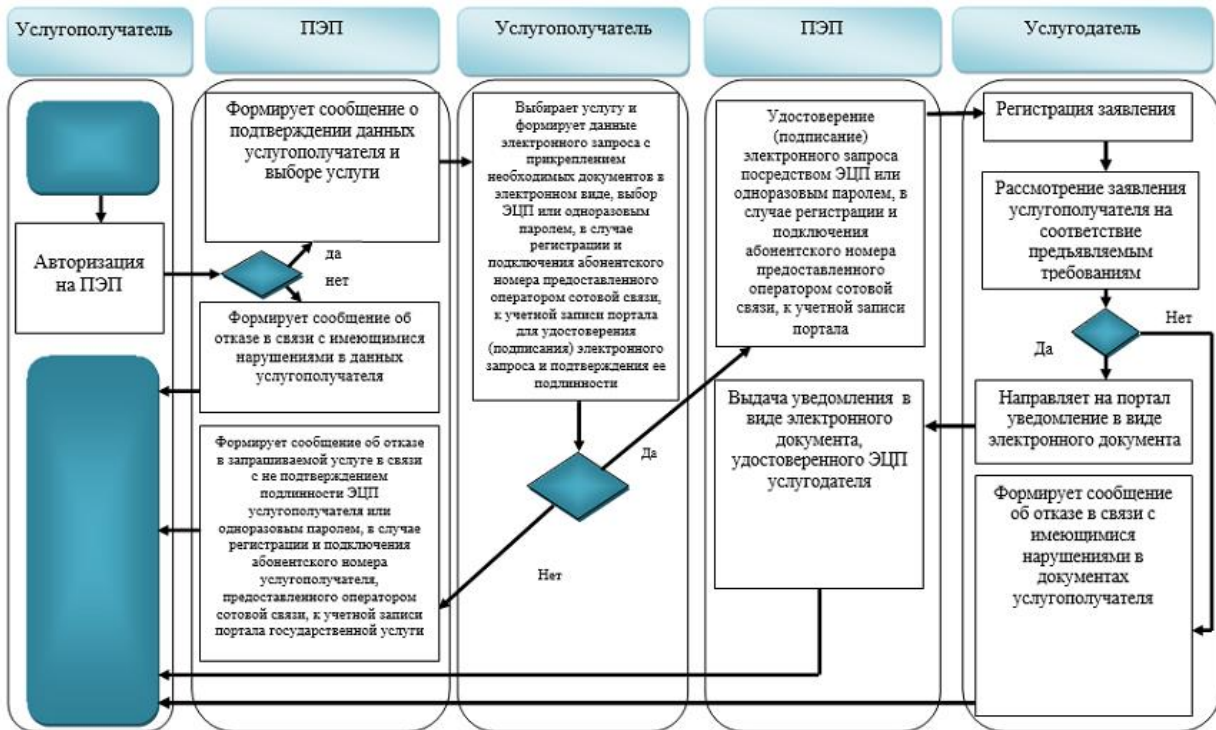 Услугополучатель
ПЭП
Услугополучатель
ПЭП
Услугодатель
Авторизация
на ПЭП
Формирует сообщение о
подтверждении данных
услугополучателя и
выборе услуги
да
нет
Формирует сообщение об
отказе в связи с имеющимися
нарушениями в данных
услугополучателя
Формирует сообщение об отказе
в запрашиваемой услуге в связи
с не подтверждением
подлинности ЭЦП
услугополучателя или
одноразовым паролем, в случае
регистрации и подключения
абонентского номера
услугополучателя,
предоставленного оператором
сотовой связи, к учетной записи
портала государственной услуги
Выбирает услугу и
формирует данные
электронного запроса с
прикреплением
необходимых документов в
электронном виде, выбор
ЭЦП или одноразовым
паролем, в случае
регистрации и
подключения абонентского
номера предоставленного
оператором сотовой связи,
к учетной записи портала
для удостоверения
(подписания) электронного
запроса и подтверждения ее
подлинности
Да
Нет
Удостоверение
(подписание)
электронного запроса
посредством ЭЦП или
одноразовым паролем, в
случае регистрации и
подключения
абонентского номера
предоставленного
оператором сотовой
связи, к учетной записи
портала
Выдача уведомления в
виде электронного
документа,
удостоверенного ЭЦП
услугодателя
Регистрация заявления
Рассмотрение заявления
услугополучателя на
соответствие
предъявляемым
требованиям
Нет
Да
Направляет на портал
уведомление в виде
электронного документа
Формирует сообщение
об отказе в связи с
имеющимися
нарушениями в
документах
услугополучателя